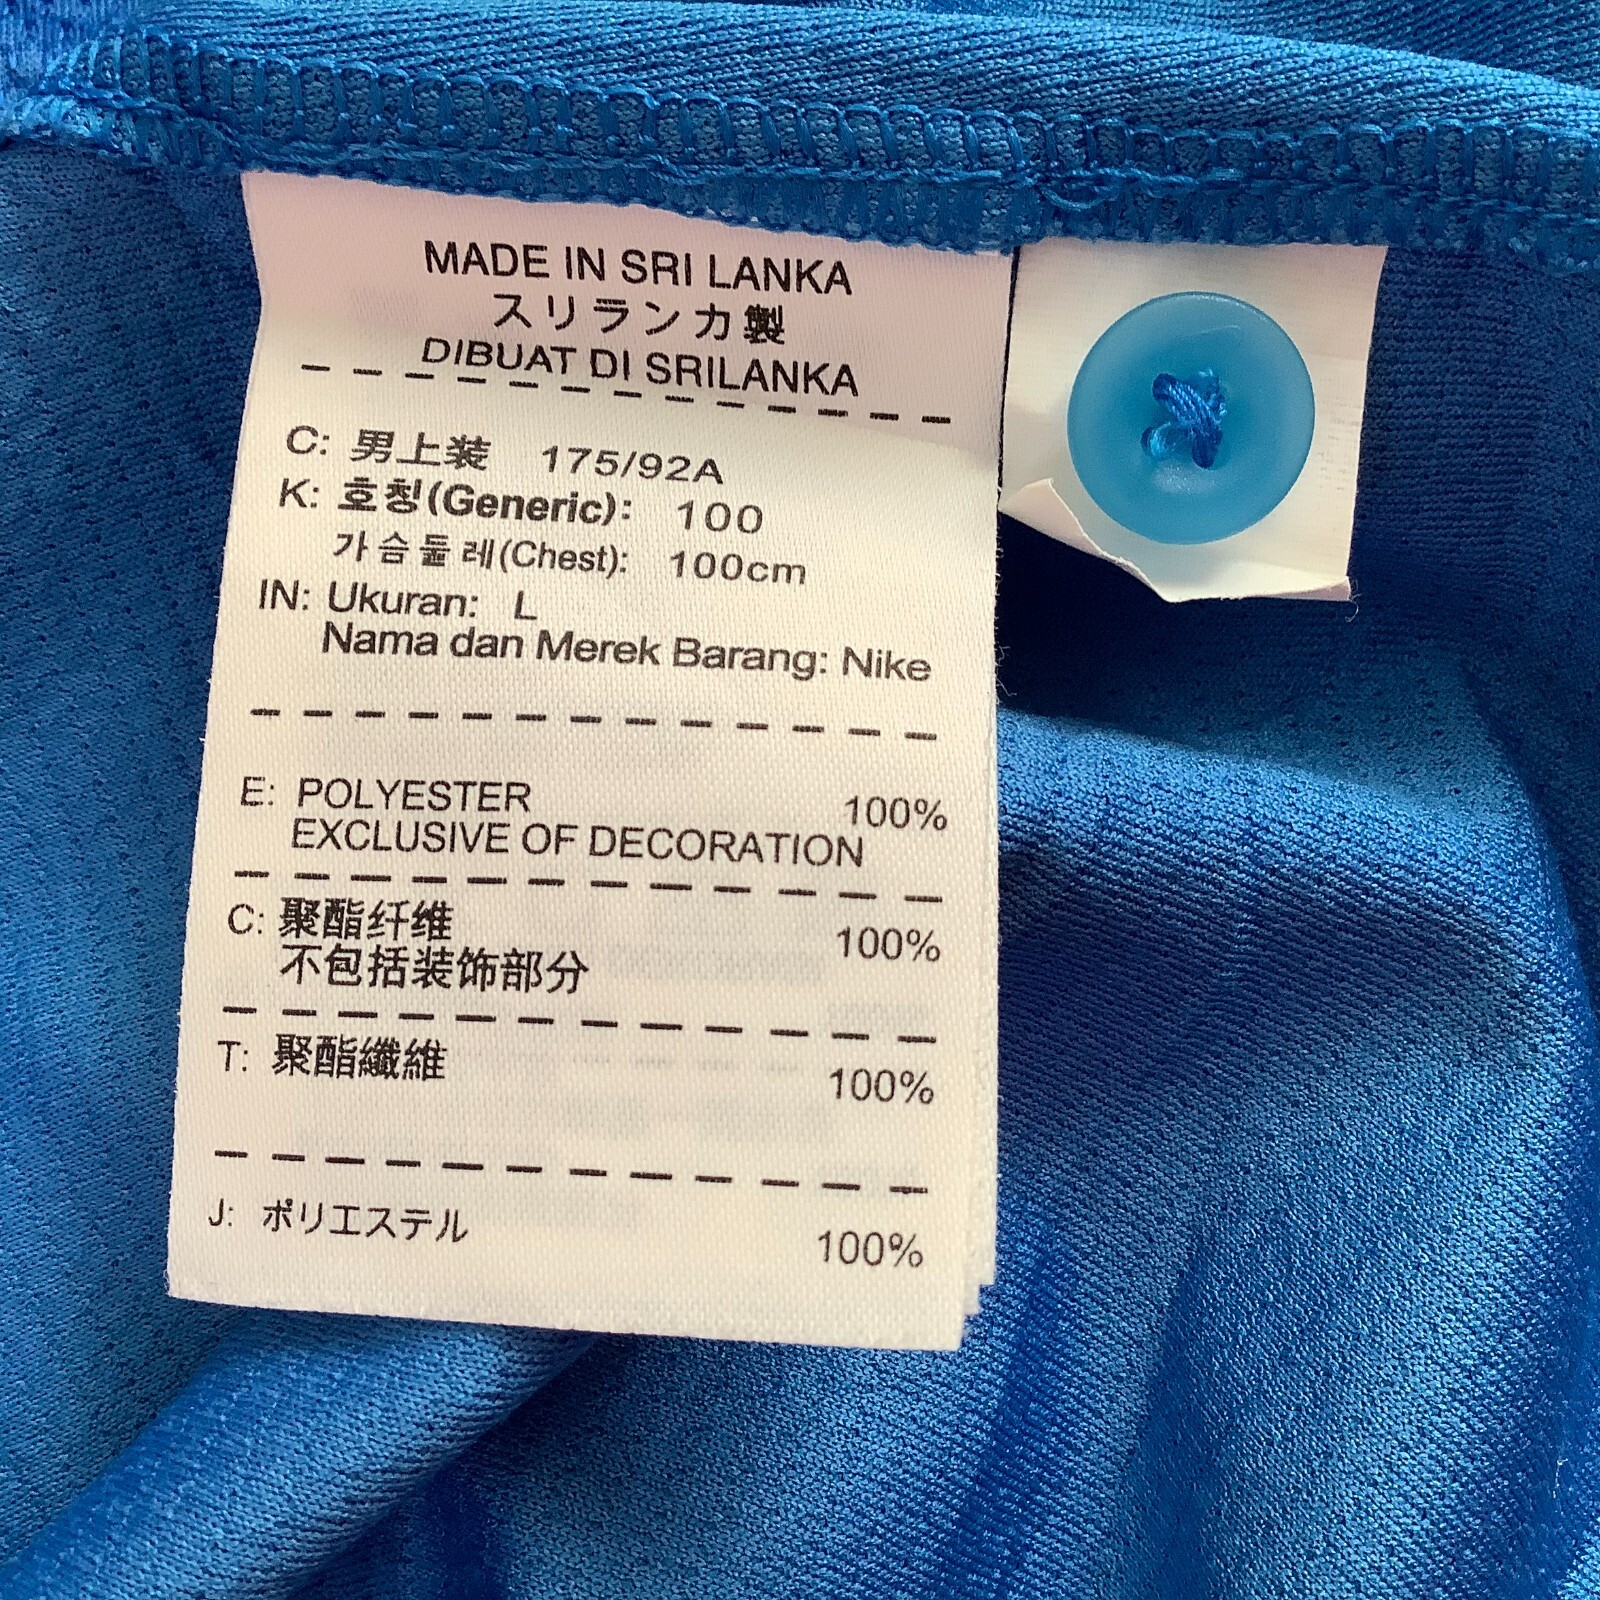 MADE IN SRI LANKA
スリランカ製
DIBUAT DI SRILANKA
C: 男上装 175/92A
K: 호칭(Generic): 100
가슴둘레(Chest): 100cm
IN: Ukuran: L
Nama dan Merek Barang: Nike
E: POLYESTER 100%
EXCLUSIVE OF DECORATION
C: 聚酯纤维 100%
不包括装饰部分
T: 聚酯纖維 100%
J: ポリエステル 100%